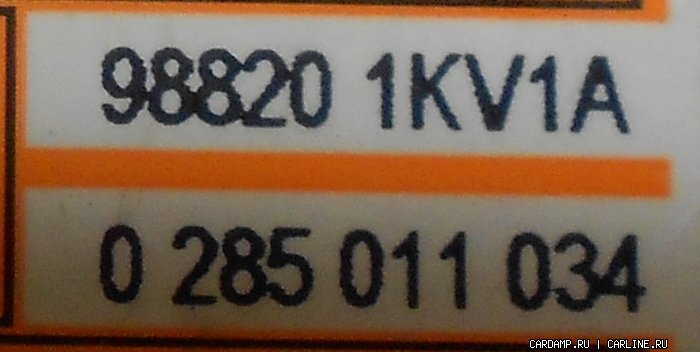 98820 1KV1A
0 285 011 034
CARDAMP.RU | CARLINE.RU